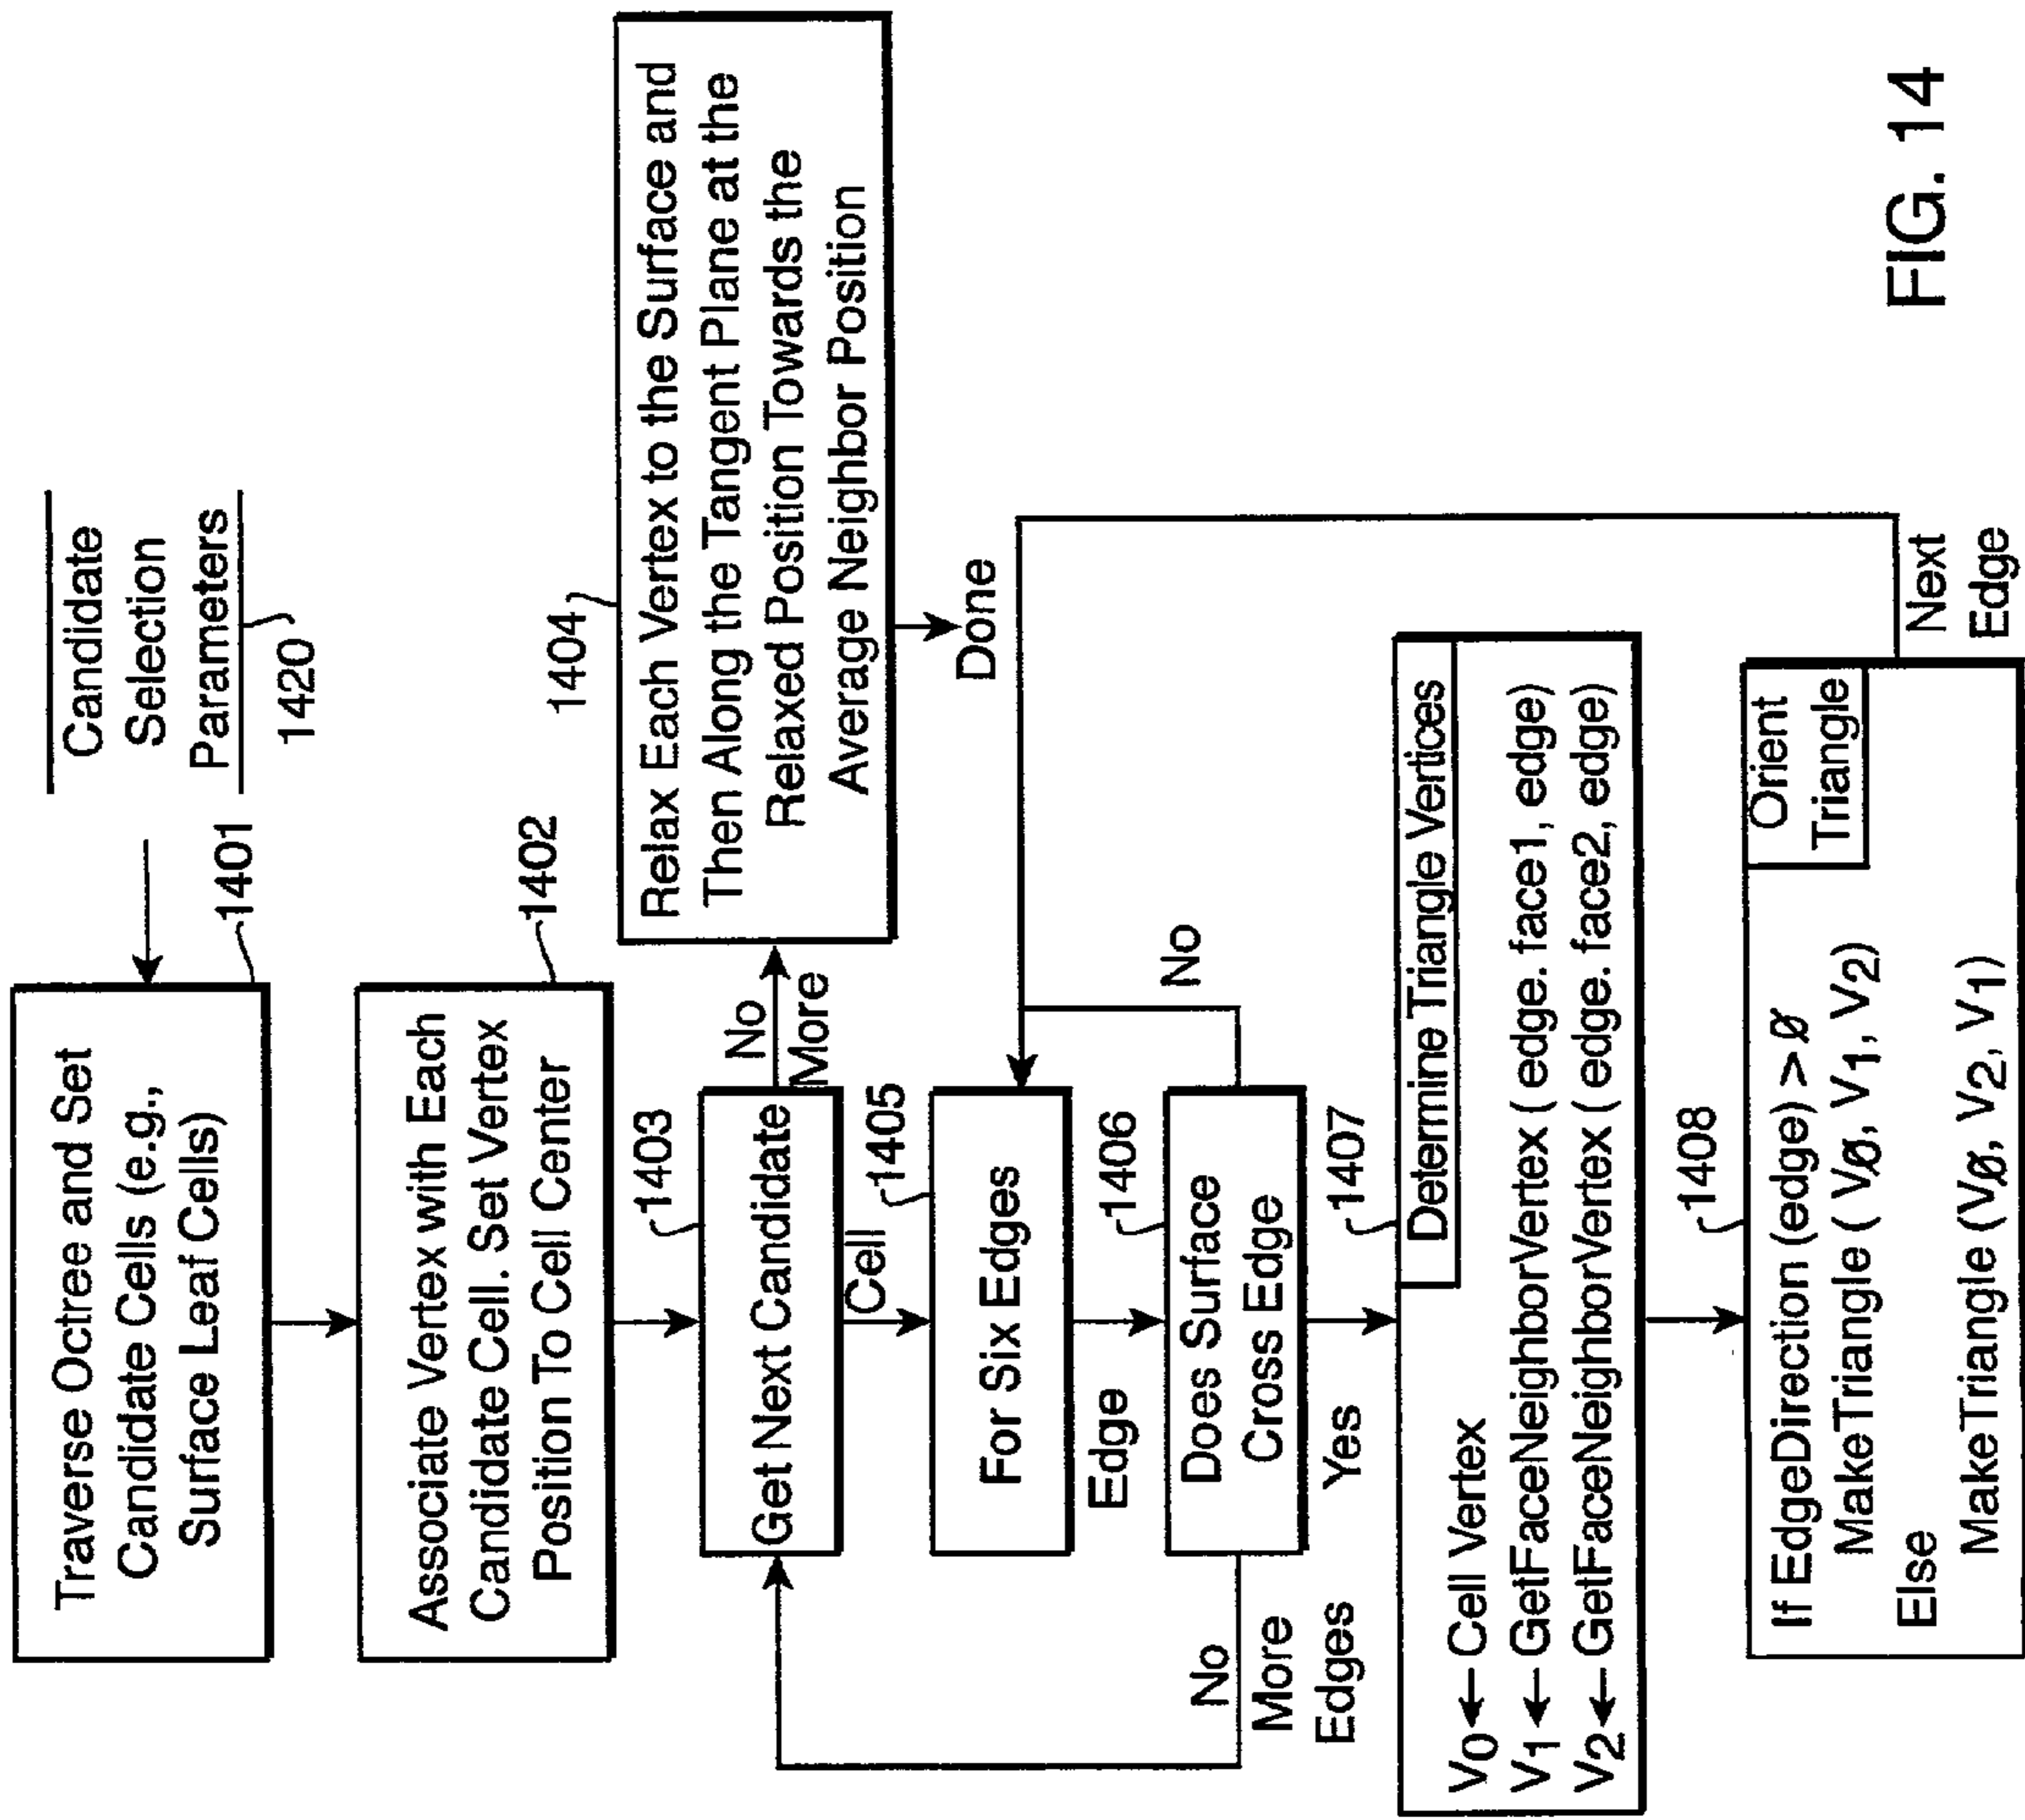 Candidate
Selection
Parameters
1420
Traverse Octree and Set
Candidate Cells (e.g.,
Surface Leaf Cells)
1401
Associate Vertex with Each
Candidate Cell. Set Vertex
Position To Cell Center
1402
1403
Get Next Candidate
No
More
1404
Relax Each Vertex to the Surface and
Then Along the Tangent Plane at the
Relaxed Position Towards the
Average Neighbor Position
Done
Cell
1405
For Six Edges
Edge
1406
Does Surface
Cross Edge
No
No
More
Edges
Yes
1407
Determine Triangle Vertices
V0 ← Cell Vertex
V1 ← GetFaceNeighborVertex ( edge. face1, edge)
V2 ← GetFaceNeighborVertex ( edge. face2, edge)
1408
Orient
Triangle
If EdgeDirection (edge) > Ø
MakeTriangle ( VØ, V1, V2)
Else
MakeTriangle (VØ, V2, V1)
Next
Edge
FIG. 14